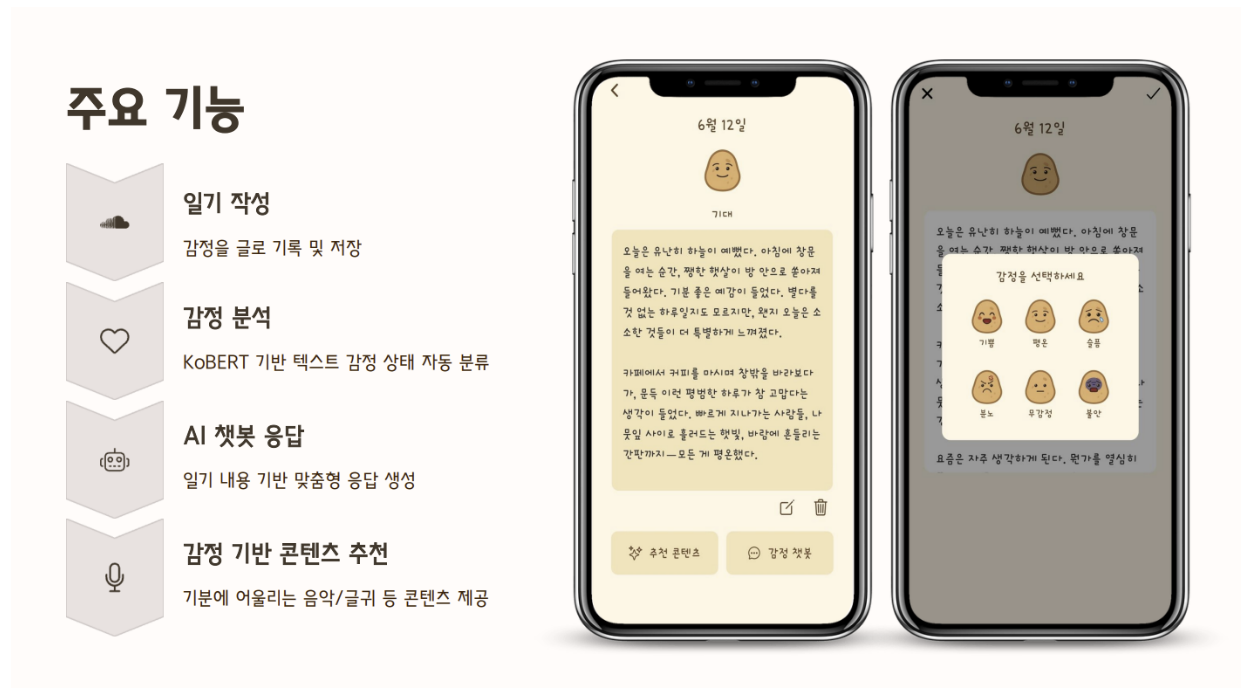 주요 기능
일기 작성
감정을 글로 기록 및 저장
감정 분석
KoBERT 기반 텍스트 감정 상태 자동 분류
AI 챗봇 응답
일기 내용 기반 맞춤형 응답 생성
감정 기반 콘텐츠 추천
기분에 어울리는 음악/글귀 등 콘텐츠 제공
6월 12일
기대
오늘은 유난히 하늘이 예뻤다. 아침에 창문
을 여는 순간, 쨍한 햇살이 방 안으로 쏟아져
들어왔다. 기분 좋은 예감이 들었다. 별다를
것 없는 하루일지도 모르지만, 왠지 오늘은 소
소한 것들이 더 특별하게 느껴졌다.
카페에서 커피를 마시며 창밖을 바라보다
가, 문득 이런 평범한 하루가 참 고맙다는
생각이 들었다. 빠르게 지나가는 사람들, 나
뭇잎 사이로 흘러드는 햇빛, 바람에 흔들리는
간판까지—모든 게 평온했다.
추천 콘텐츠
감정 챗봇
6월 12일
오늘은 유난히 하늘이 예뻤다. 아침에 창문
을 여는 순간, 쨍한 햇살이 방 안으로 쏟아져
감정을 선택하세요
기쁨
평온
슬픔
분노
무감정
불안
요즘은 자주 생각하게 된다. 뭔가를 열심히